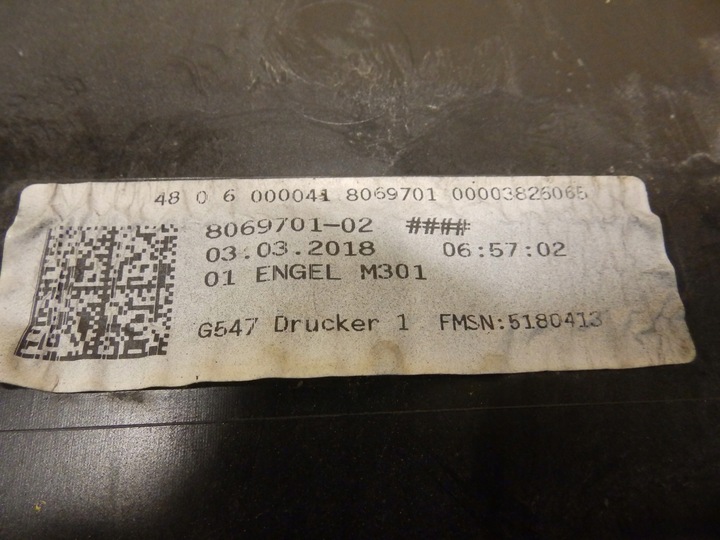 48 0 6 000041 8069701 00003826065
8069701-02 ####
03.03.2018 06:57:02
01 ENGEL M301
G547 Drucker 1 FMSN:5180413